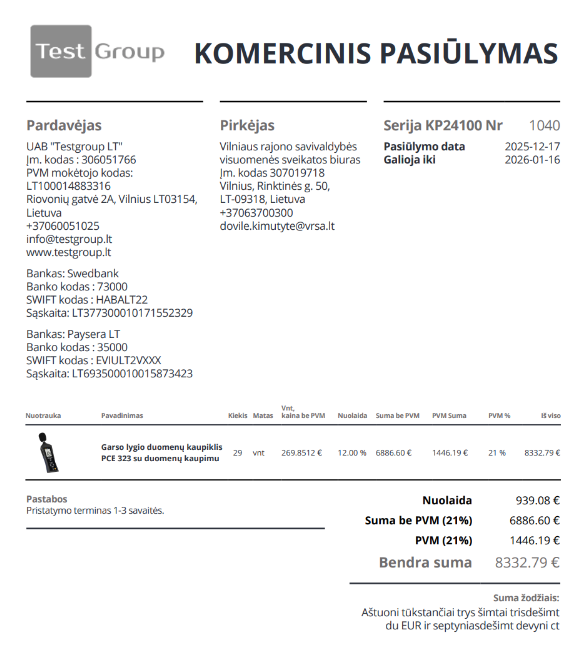 Test Group
KOMERCINIS PASIŪLYMAS
Pardavėjas
UAB "Testgroup LT"
Įm. kodas : 306051766
PVM mokėtojo kodas:
LT100014883316
Riovonių gatvė 2A, Vilnius LT03154,
Lietuva
+37060051025
info@testgroup.lt
www.testgroup.lt
Bankas: Swedbank
Banko kodas : 73000
SWIFT kodas : HABALT22
Sąskaita: LT377300010171552329
Bankas: Paysera LT
Banko kodas : 35000
SWIFT kodas : EVIULT2VXXX
Sąskaita: LT693500010015873423
Pirkėjas
Vilniaus rajono savivaldybės
visuomenės sveikatos biuras
Įm. kodas 307019718
Vilnius, Rinktinės g. 50,
LT-09318, Lietuva
+37063700300
dovile.kimutyte@vrsa.lt
Serija KP24100 Nr 1040
Pasiūlymo data 2025-12-17
Galioja iki 2026-01-16
Nuotrauka Pavadinimas Kiekis Matas Vnt, kaina be PVM Nuolaida Suma be PVM PVM Suma PVM % Iš viso
Garso lygio duomenų kaupiklis
PCE 323 su duomenų kaupimu 29 vnt 269.8512 € 12.00 % 6886.60 € 1446.19 € 21 % 8332.79 €
Pastabos
Pristatymo terminas 1-3 savaitės.
Nuolaida 939.08 €
Suma be PVM (21%) 6886.60 €
PVM (21%) 1446.19 €
Bendra suma 8332.79 €
Suma žodžiais:
Aštuoni tūkstančiai trys šimtai trisdešimt
du EUR ir septyniasdešimt devyni ct